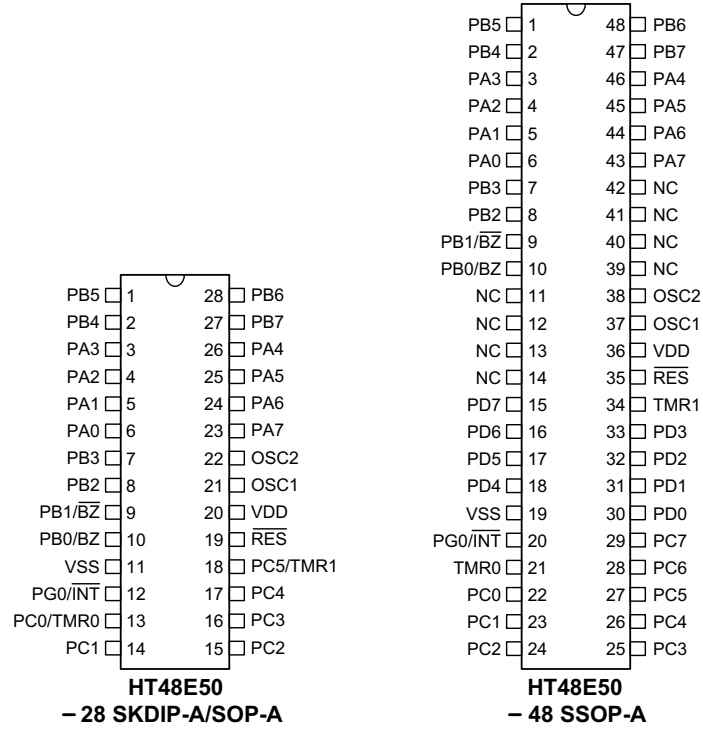 PB5 1 28 PB6
PB4 2 27 PB7
PA3 3 26 PA4
PA2 4 25 PA5
PA1 5 24 PA6
PA0 6 23 PA7
PB3 7 22 OSC2
PB2 8 21 OSC1
PB1/B̅Z̅ 9 20 VDD
PB0/BZ 10 19 R̅E̅S̅
VSS 11 18 PC5/TMR1
PG0/I̅N̅T̅ 12 17 PC4
PC0/TMR0 13 16 PC3
PC1 14 15 PC2
HT48E50
– 28 SKDIP-A/SOP-A
PB5 1 48 PB6
PB4 2 47 PB7
PA3 3 46 PA4
PA2 4 45 PA5
PA1 5 44 PA6
PA0 6 43 PA7
PB3 7 42 NC
PB2 8 41 NC
PB1/B̅Z̅ 9 40 NC
PB0/BZ 10 39 NC
NC 11 38 OSC2
NC 12 37 OSC1
NC 13 36 VDD
NC 14 35 R̅E̅S̅
PD7 15 34 TMR1
PD6 16 33 PD3
PD5 17 32 PD2
PD4 18 31 PD1
VSS 19 30 PD0
PG0/I̅N̅T̅ 20 29 PC7
TMR0 21 28 PC6
PC0 22 27 PC5
PC1 23 26 PC4
PC2 24 25 PC3
HT48E50
– 48 SSOP-A